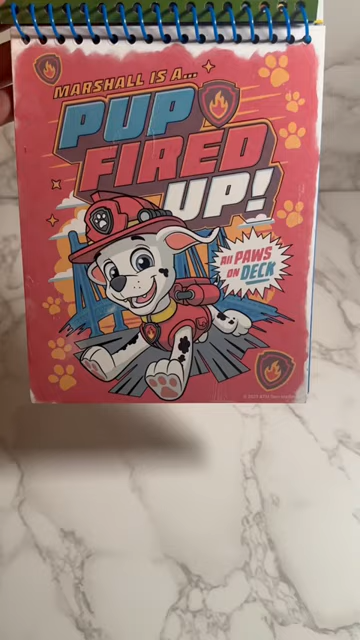 MARSHALL IS A...
PUP
FIRED
UP!
All PAWS
ON DECK